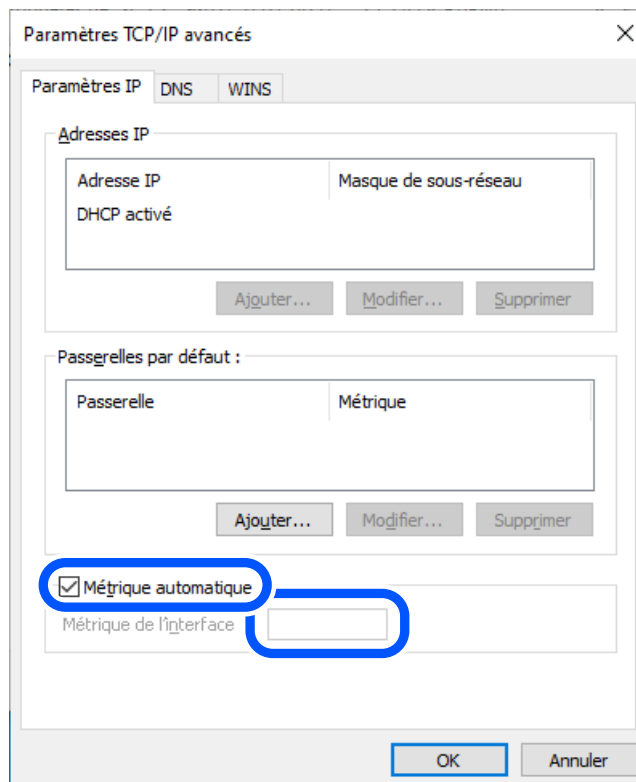 Paramètres TCP/IP avancés
Paramètres IP DNS WINS
Adresses IP
Adresse IP Masque de sous-réseau
DHCP activé
Ajouter... Modifier... Supprimer
Passerelles par défaut :
Passerelle Métrique
Ajouter... Modifier... Supprimer
Métrique automatique
Métrique de l'interface
OK Annuler